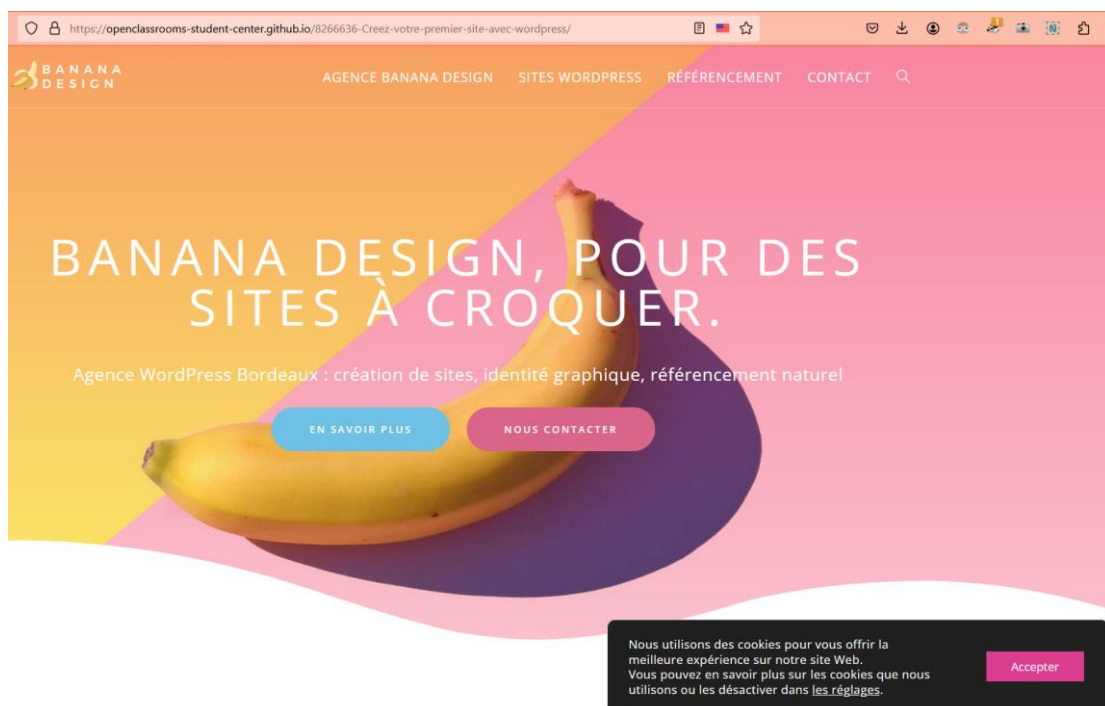 https://openclassrooms-student-center.github.io/8266636-Creez-votre-premier-site-avec-wordpress/
BANANA
DESIGN
AGENCE BANANA DESIGN SITES WORDPRESS RÉFÉRENCEMENT CONTACT
BANANA DESIGN, POUR DES
SITES À CROQUER.
Agence WordPress Bordeaux : création de sites, identité graphique, référencement naturel
EN SAVOIR PLUS NOUS CONTACTER
Nous utilisons des cookies pour vous offrir la
meilleure expérience sur notre site Web.
Vous pouvez en savoir plus sur les cookies que nous
utilisons ou les désactiver dans les réglages.
Accepter